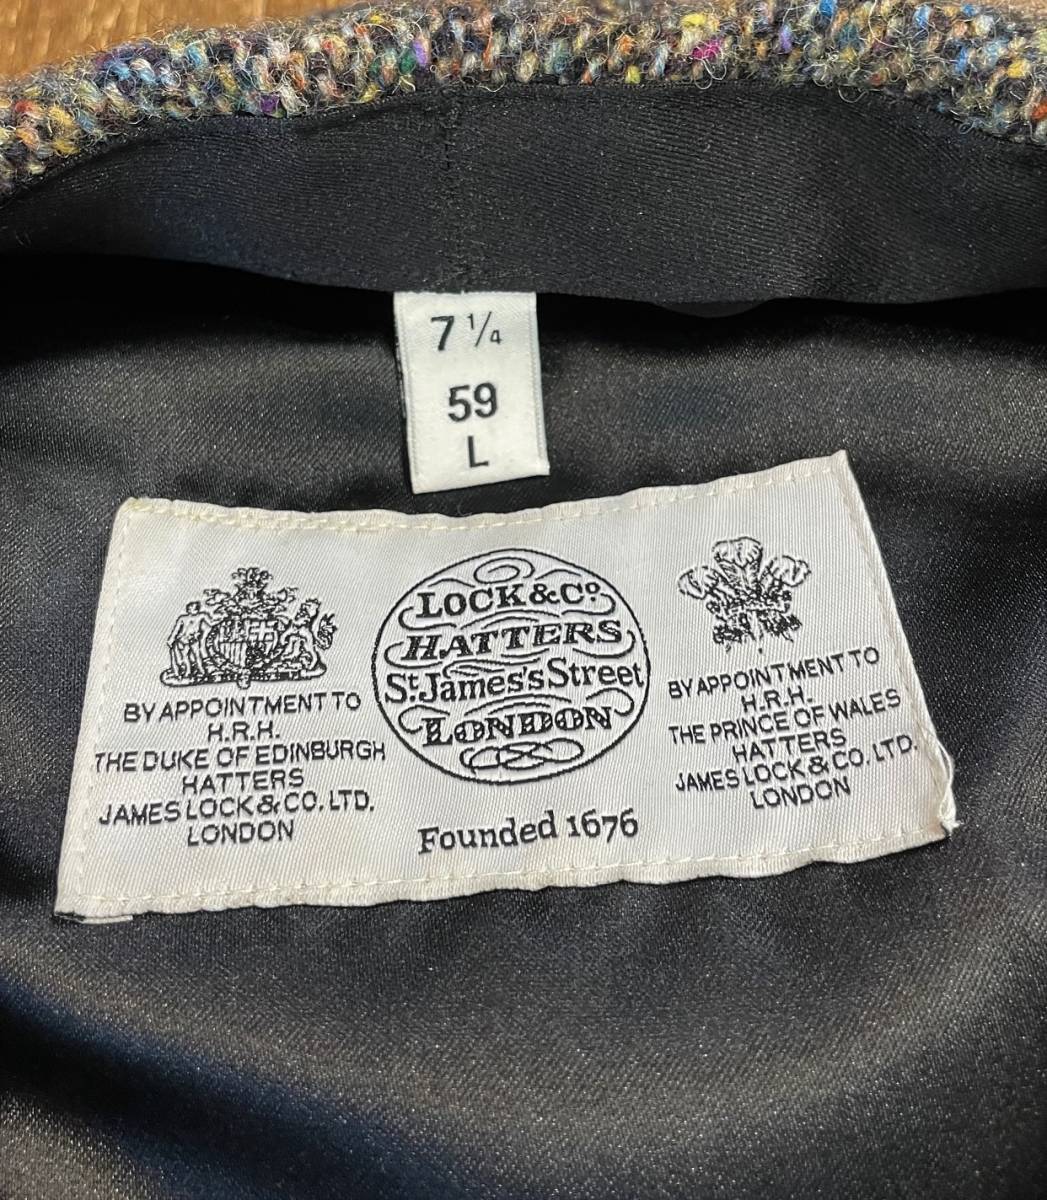 7 1/4
59
L
BY APPOINTMENT TO
H.R.H.
THE DUKE OF EDINBURGH
HATTERS
JAMES LOCK & CO. LTD.
LONDON
LOCK & Co.
HATTERS
St. James's Street
LONDON
Founded 1676
BY APPOINTMENT TO
H.R.H.
THE PRINCE OF WALES
HATTERS
JAMES LOCK & CO. LTD.
LONDON